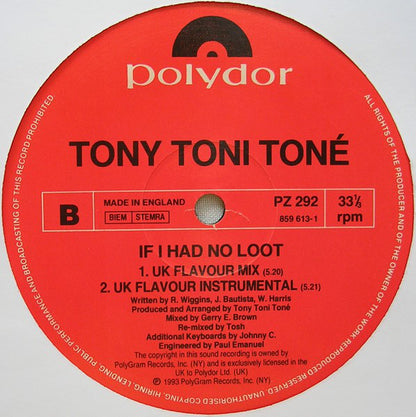 polydor
TONY TONI TONÉ
B
MADE IN ENGLAND
BIEM STEMRA
PZ 292
859 613-1
33⅓
rpm
IF I HAD NO LOOT
1. UK FLAVOUR MIX (5.20)
2. UK FLAVOUR INSTRUMENTAL (5.21)
Written by R. Wiggins, J. Bautista, W. Harris
Produced and Arranged by Tony Toni Toné
Mixed by Gerry E. Brown
Re-mixed by Tosh
Additional Keyboards by Johnny C.
Engineered by Paul Emanuel
The copyright in this sound recording is owned by
PolyGram Records, Inc. (NY) and is exclusively licensed in the
UK to Polydor Ltd. (UK)
℗ 1993 PolyGram Records, Inc. (NY)
ALL RIGHTS OF THE PRODUCER AND OF THE OWNER OF THE WORK REPRODUCED RESERVED UNAUTHORISED COPYING, HIRING, LENDING, PUBLIC PERFORMANCE AND BROADCASTING OF THIS RECORD PROHIBITED.